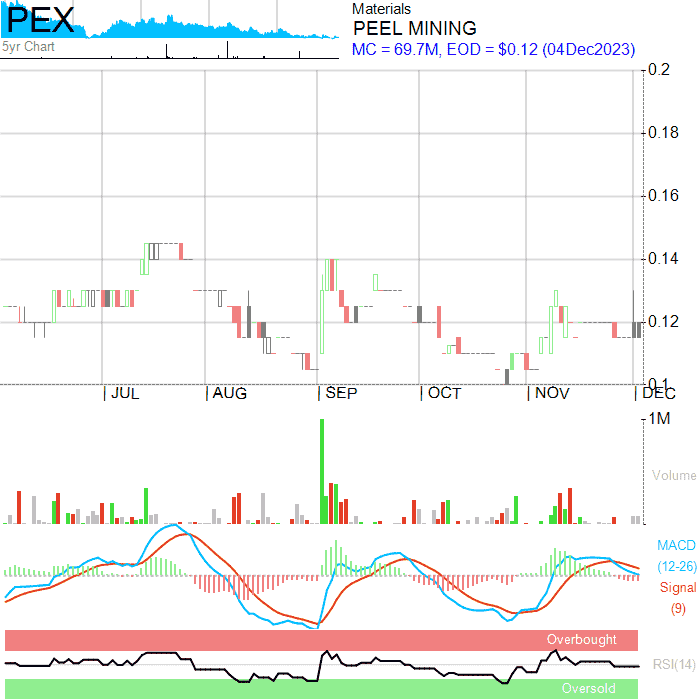 PEX
5yr Chart
Materials
PEEL MINING
MC = 69.7M, EOD = $0.12 (04Dec2023)
0.2
0.18
0.16
0.14
0.12
0.1
JUL AUG SEP OCT NOV DEC
1M
Volume
MACD
(12-26)
Signal
(9)
Overbought
RSI(14)
Oversold